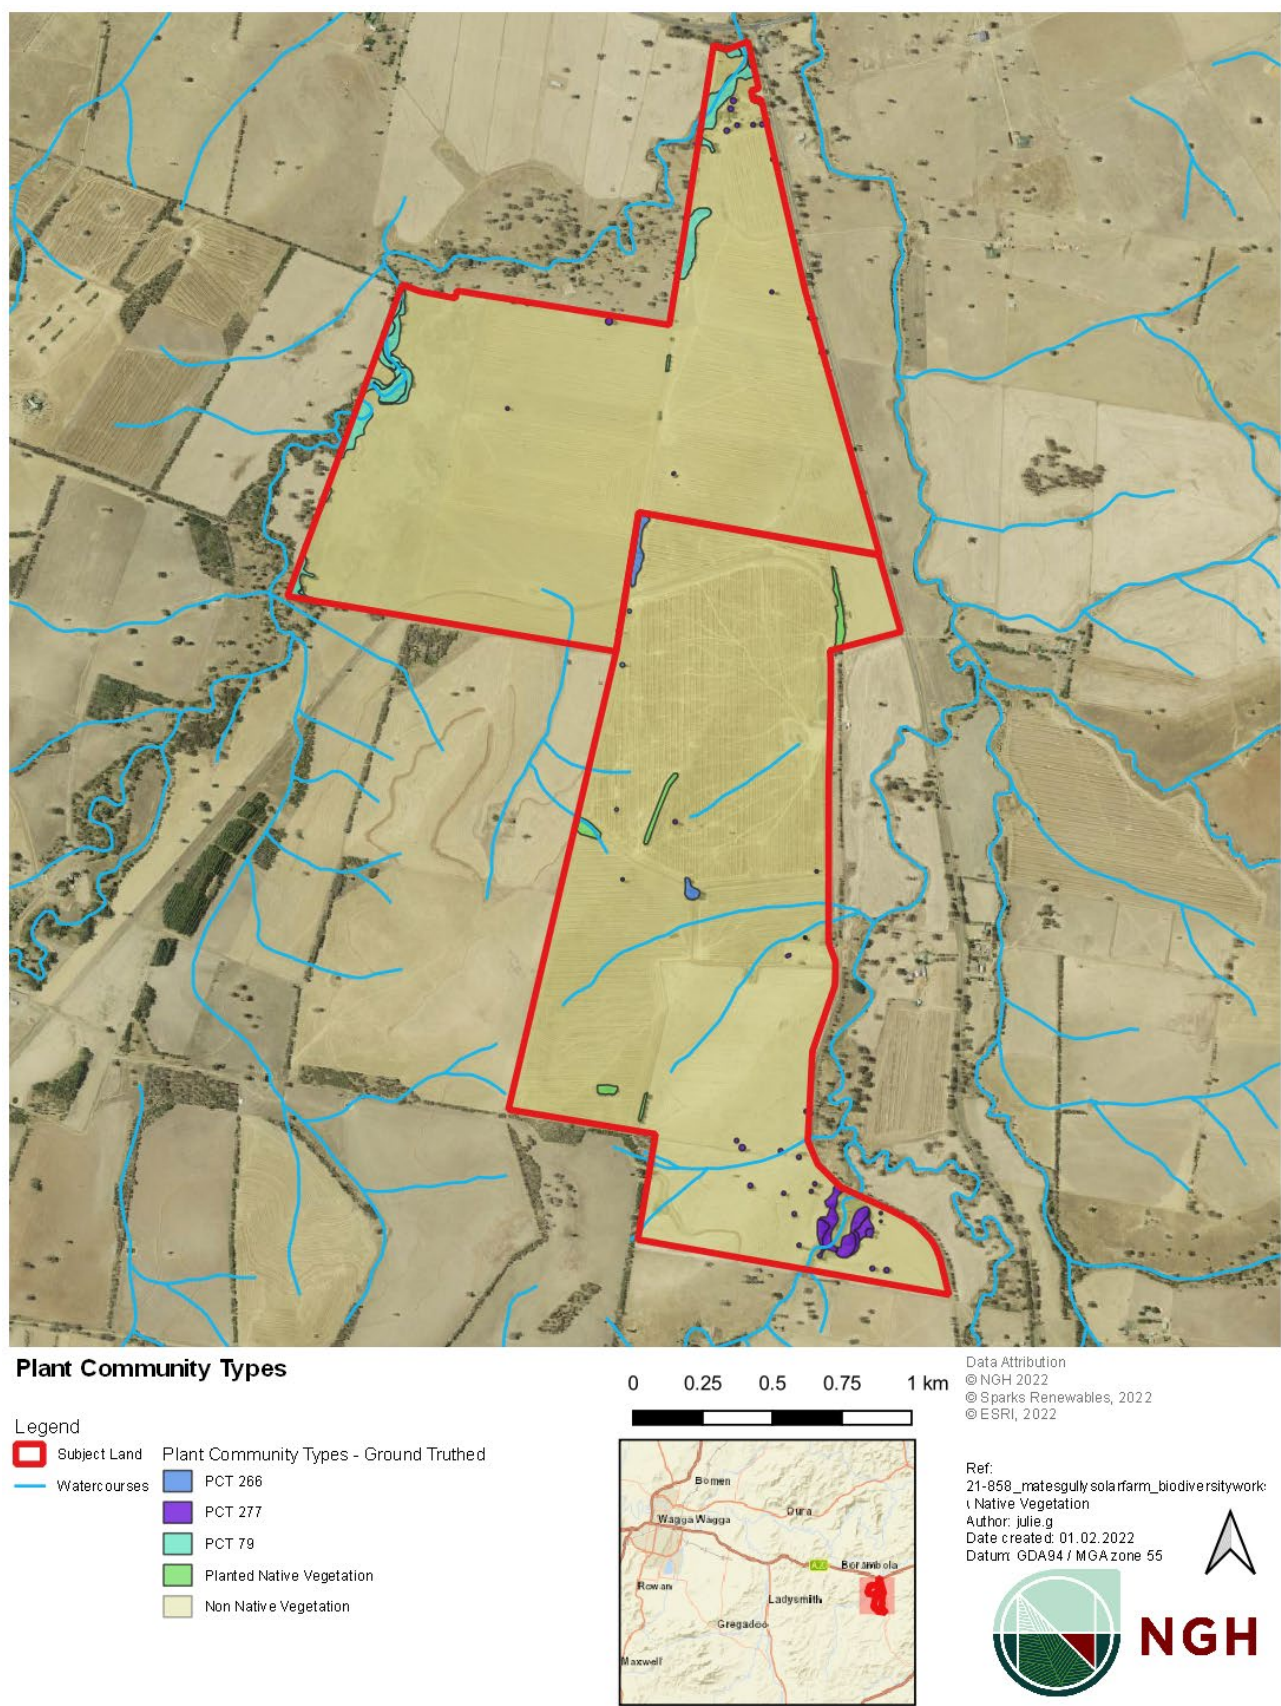 Plant Community Types
Legend
Subject Land
Watercourses
Plant Community Types - Ground Truthed
PCT 266
PCT 277
PCT 79
Planted Native Vegetation
Non Native Vegetation
0 0.25 0.5 0.75 1 km
Bomen
Oura
Wagga Wagga
Borambola
Rowan
Ladysmith
Gregadoo
Maxwell
Data Attribution
© NGH 2022
© Sparks Renewables, 2022
© ESRI, 2022
Ref:
21-858_matesgullysolarfarm_biodiversityworks
Native Vegetation
Author: julie.g
Date created: 01.02.2022
Datum: GDA94 / MGA zone 55
NGH